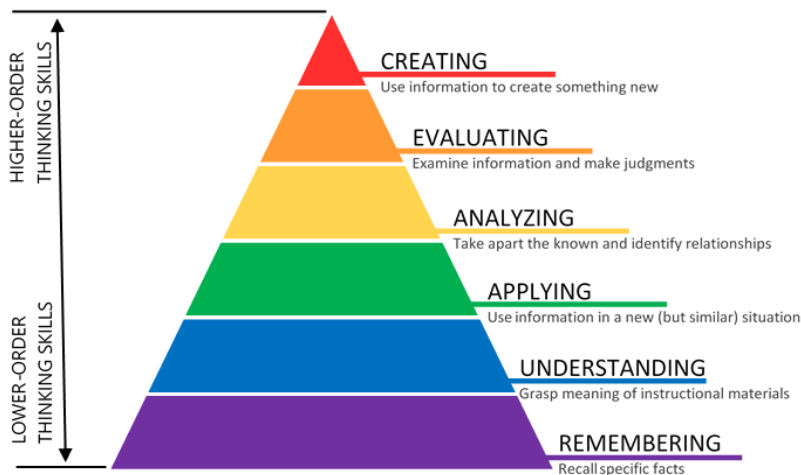 HIGHER-ORDER
THINKING SKILLS
LOWER-ORDER
THINKING SKILLS
CREATING
Use information to create something new
EVALUATING
Examine information and make judgments
ANALYZING
Take apart the known and identify relationships
APPLYING
Use information in a new (but similar) situation
UNDERSTANDING
Grasp meaning of instructional materials
REMEMBERING
Recall specific facts